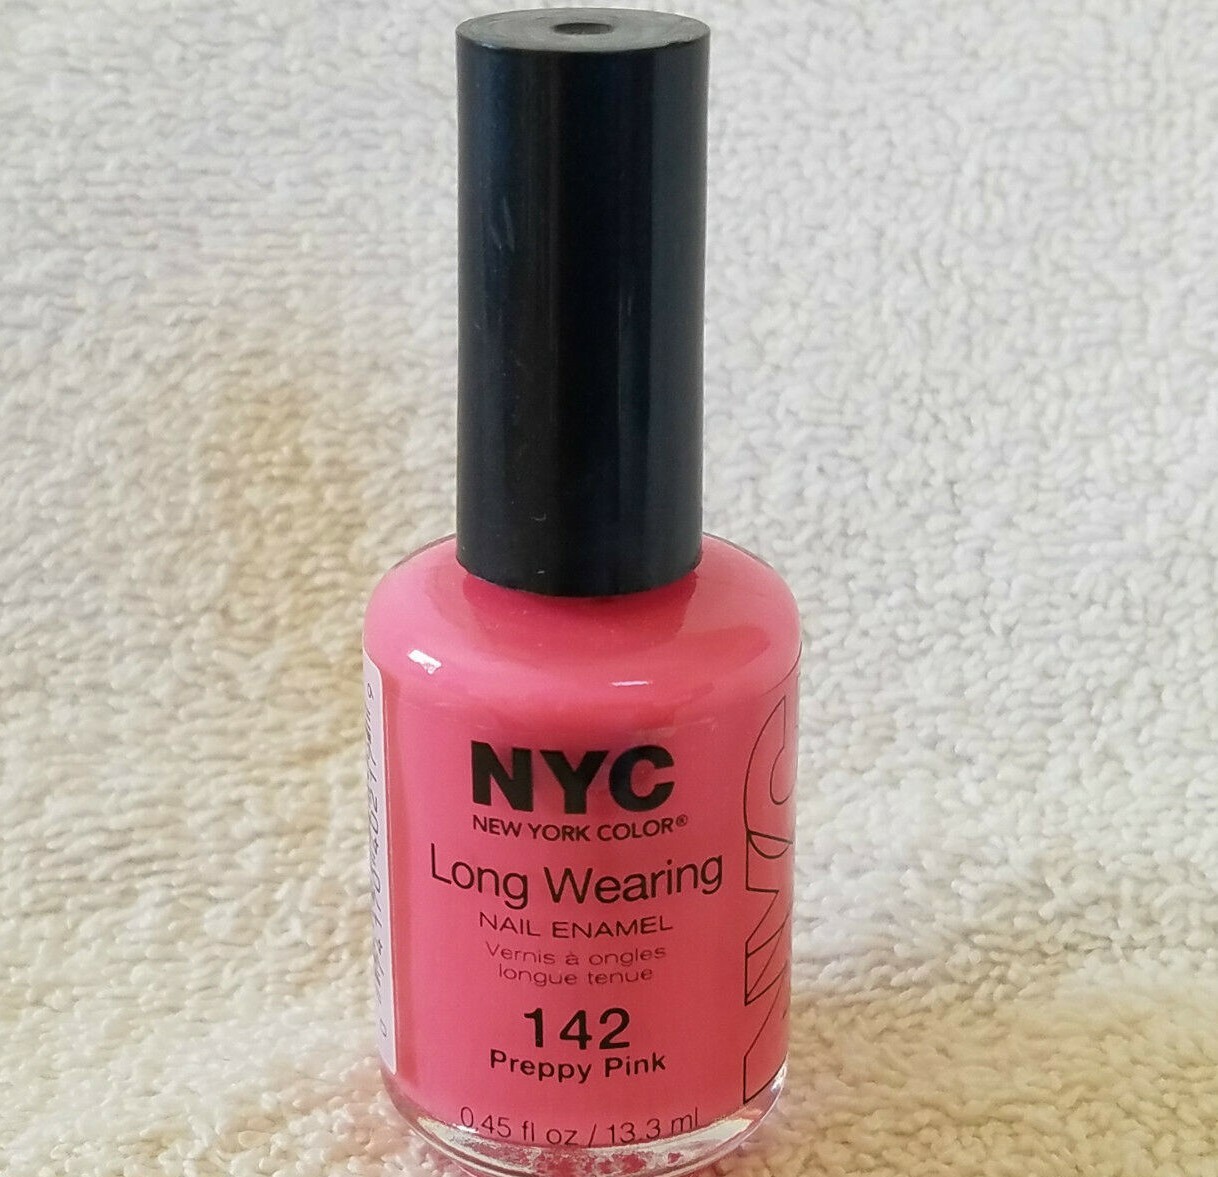 NYC
NEW YORK COLOR®
Long Wearing
NAIL ENAMEL
Vernis à ongles
longue tenue
142
Preppy Pink
0.45 fl oz / 13.3 ml
NYC